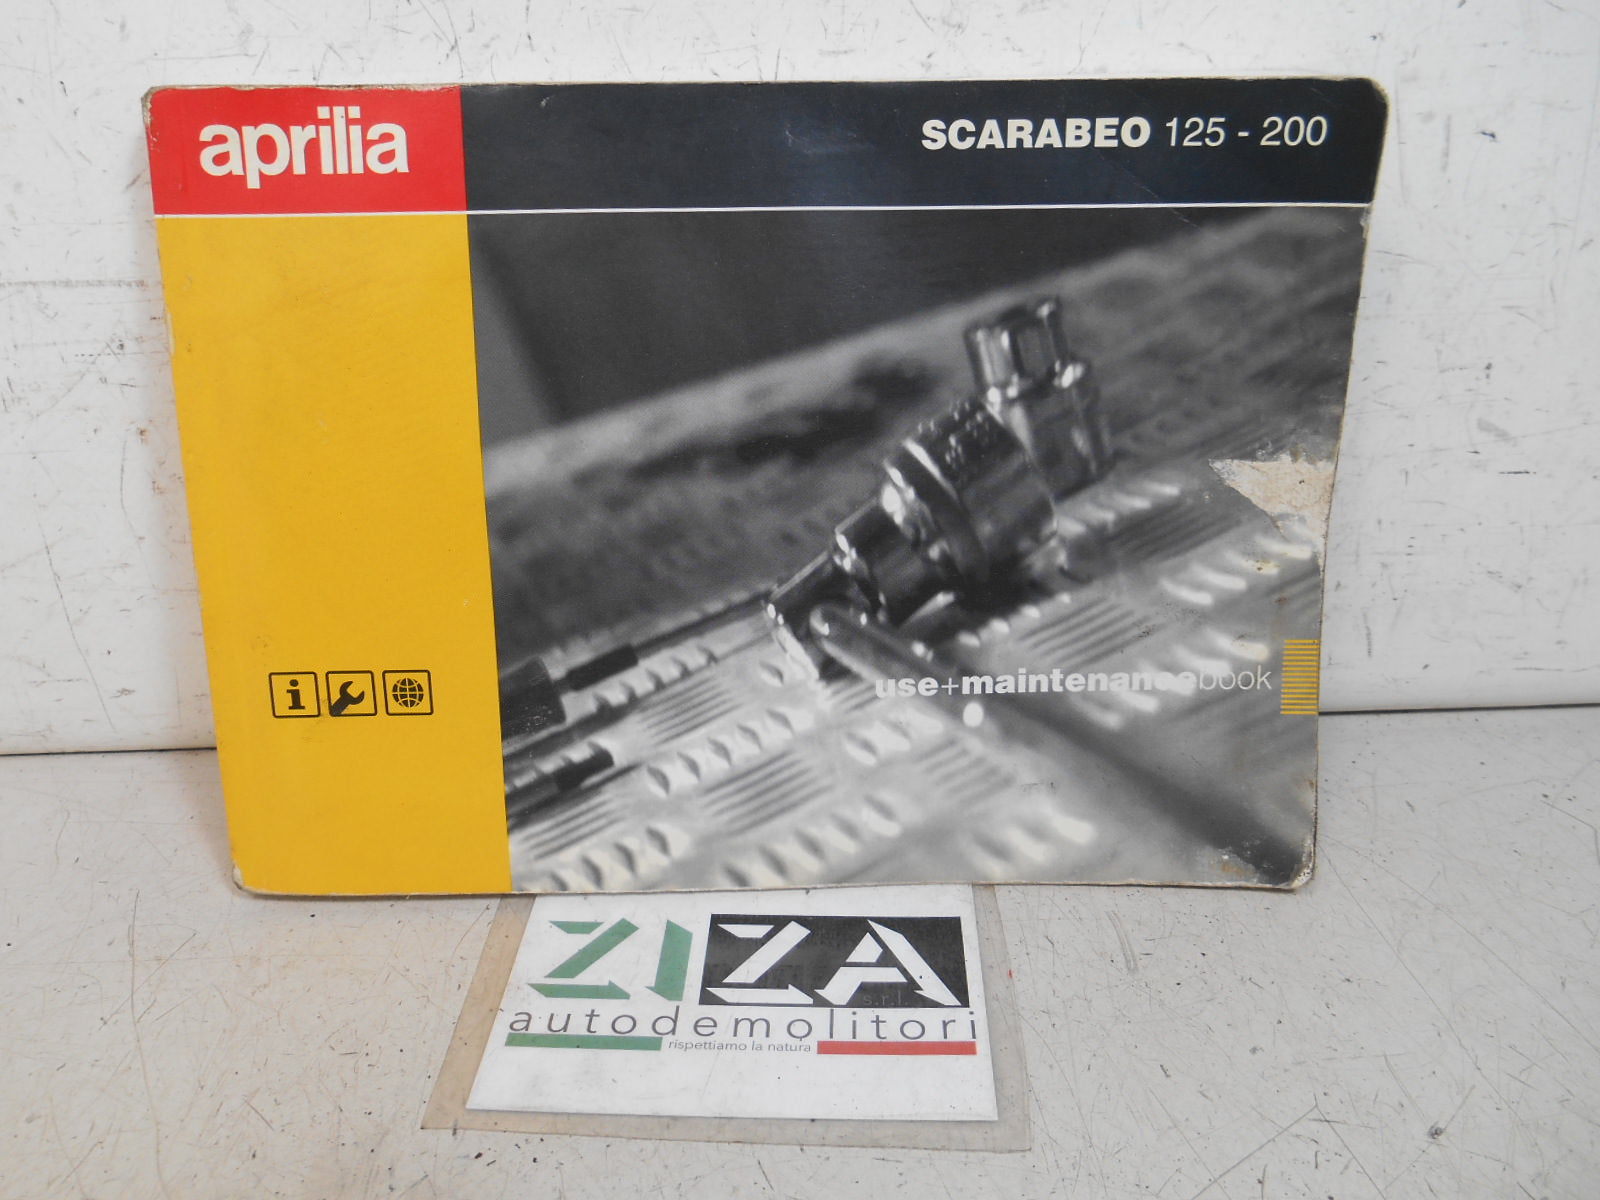 aprilia
SCARABEO 125 - 200
use+maintenancebook
ZIZA
s.r.l.
autodemolitori
rispettiamo la natura